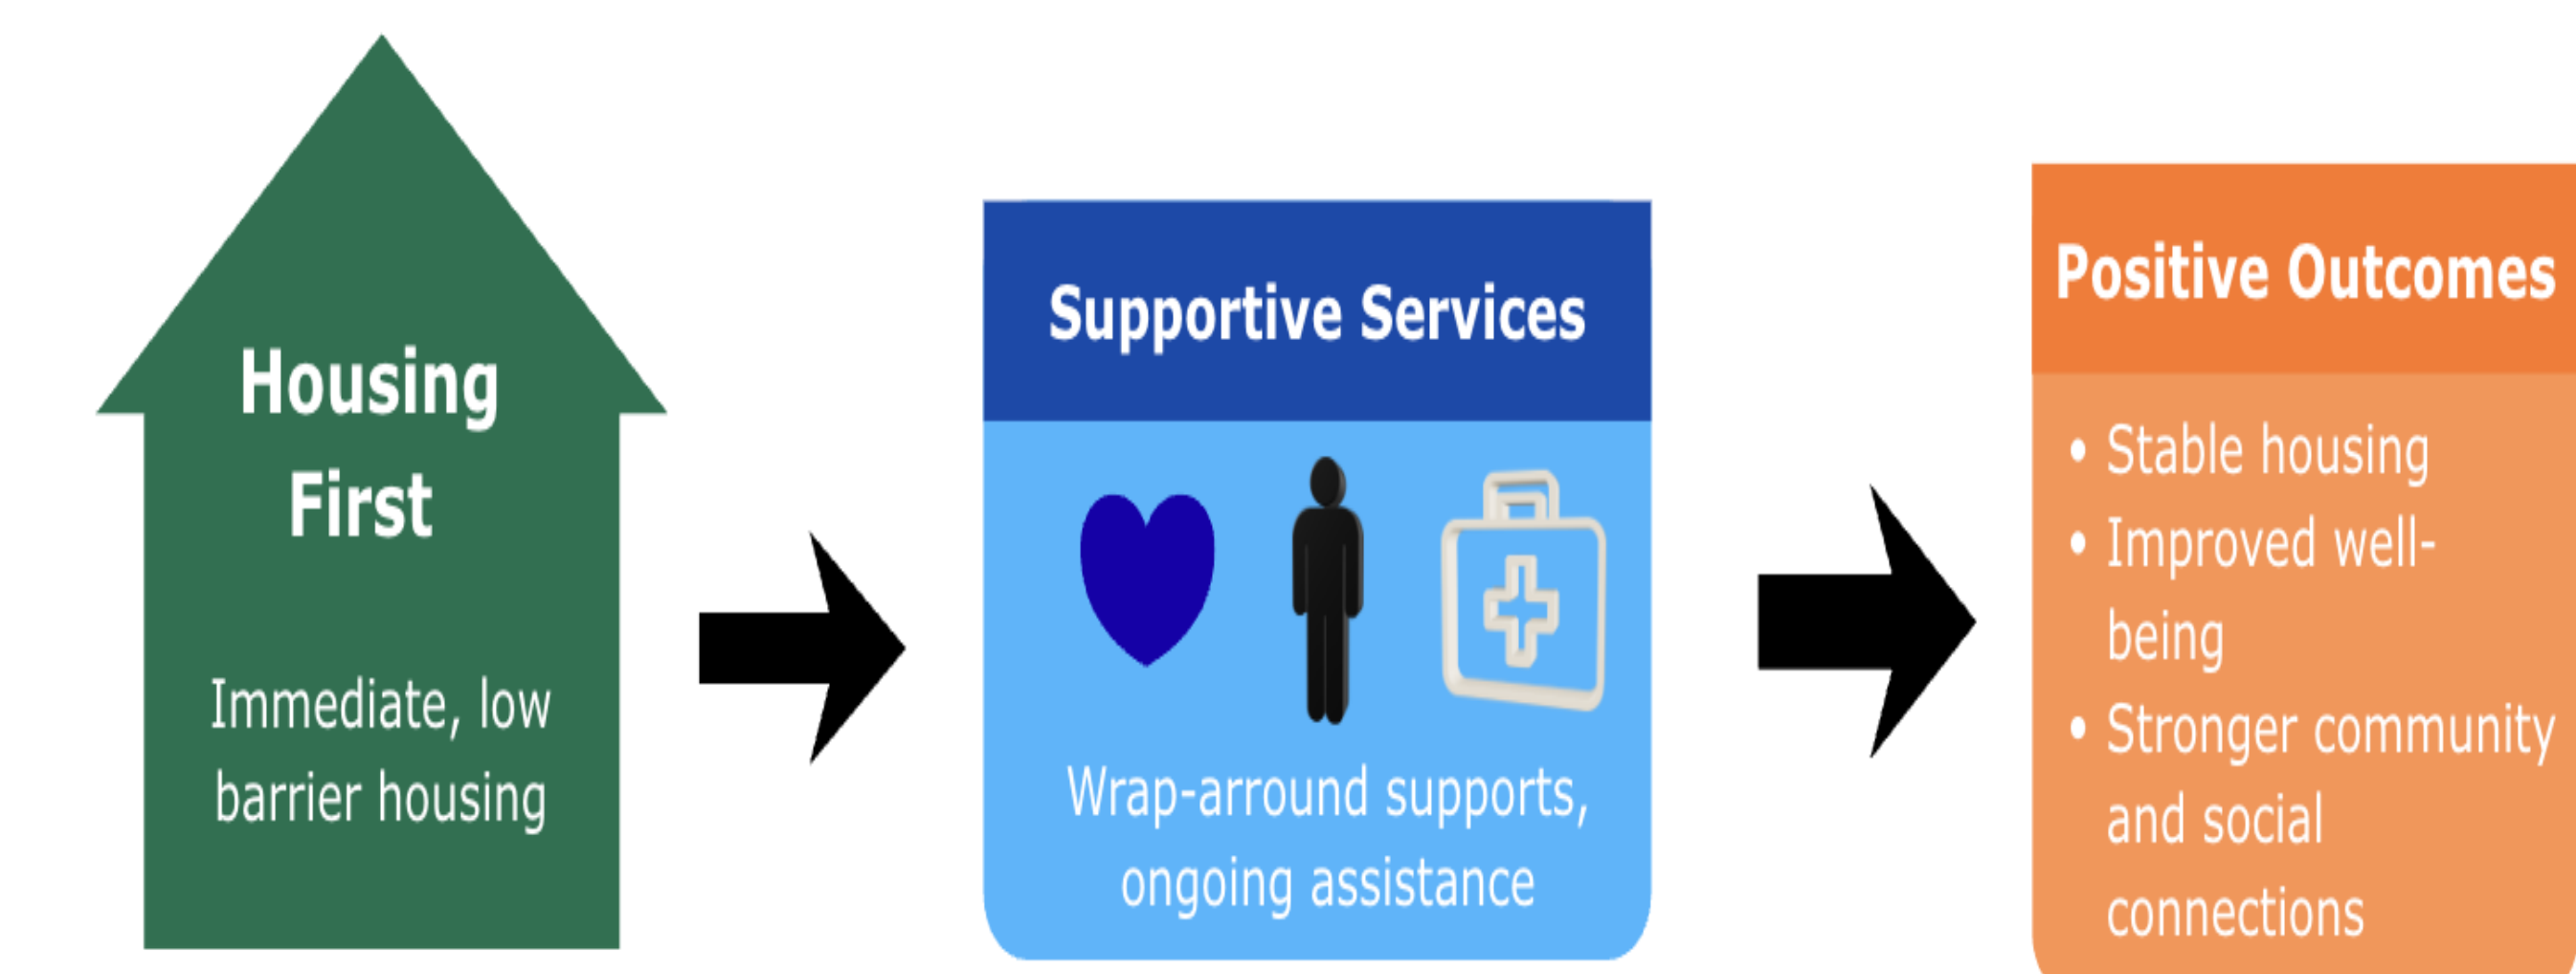 Housing
First
Immediate, low
barrier housing
Supportive Services
Wrap-arround supports,
ongoing assistance
Positive Outcomes
• Stable housing
• Improved well-
being
• Stronger community
and social
connections